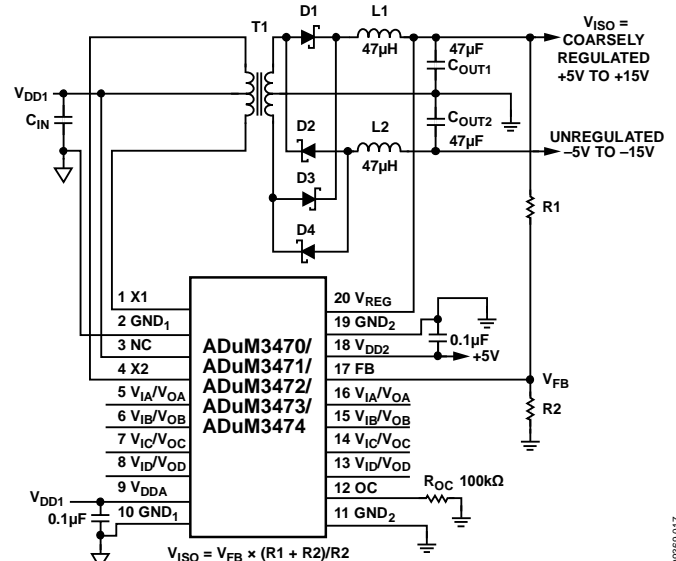 T1
D1
L1
47µH
47µF
COUT1
VISO =
COARSELY
REGULATED
+5V TO +15V
VDD1
CIN
D2
L2
47µH
COUT2
47µF
UNREGULATED
–5V TO –15V
D3
D4
R1
1 X1
2 GND1
3 NC
4 X2
5 VIA/VOA
6 VIB/VOB
7 VIC/VOC
8 VID/VOD
9 VDDA
10 GND1
VDD1
0.1µF
ADuM3470/
ADuM3471/
ADuM3472/
ADuM3473/
ADuM3474
20 VREG
19 GND2
18 VDD2
17 FB
16 VIA/VOA
15 VIB/VOB
14 VIC/VOC
13 VID/VOD
12 OC
11 GND2
0.1µF
+5V
VFB
R2
ROC 100kΩ
VISO = VFB × (R1 + R2)/R2